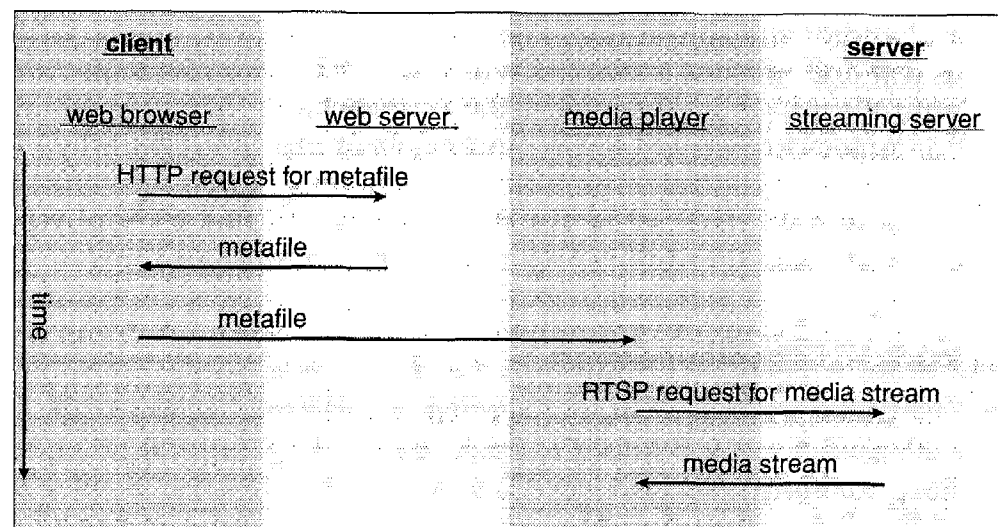 client server
web browser web server media player streaming server
HTTP request for metafile
metafile
metafile
time
RTSP request for media stream
media stream